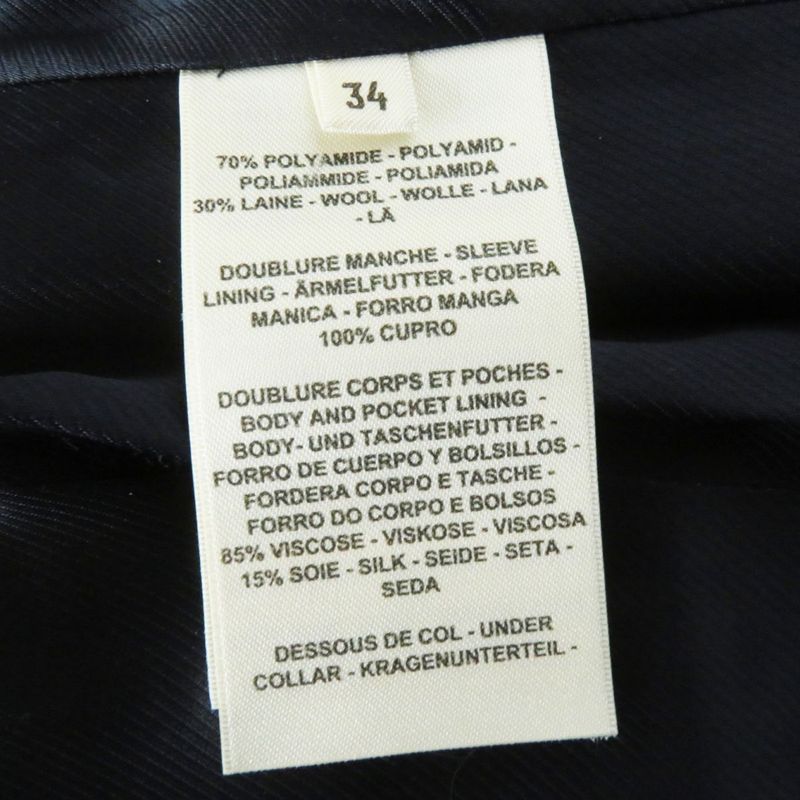 34
70% POLYAMIDE - POLYAMID -
POLIAMMIDE - POLIAMIDA
30% LAINE - WOOL - WOLLE - LANA
- LÃ
DOUBLURE MANCHE - SLEEVE
LINING - ÄRMELFUTTER - FODERA
MANICA - FORRO MANGA
100% CUPRO
DOUBLURE CORPS ET POCHES -
BODY AND POCKET LINING -
BODY- UND TASCHENFUTTER -
FORRO DE CUERPO Y BOLSILLOS -
FORDERA CORPO E TASCHE -
FORRO DO CORPO E BOLSOS
85% VISCOSE - VISKOSE - VISCOSA
15% SOIE - SILK - SEIDE - SETA -
SEDA
DESSOUS DE COL - UNDER
COLLAR - KRAGENUNTERTEIL -